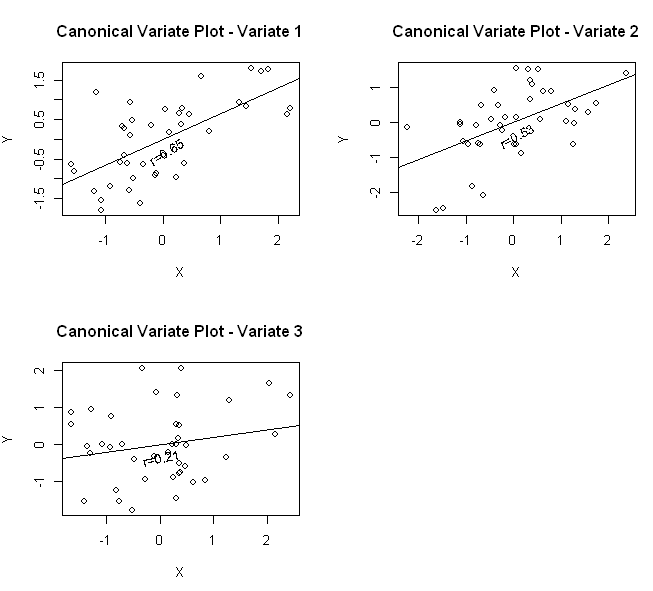 Canonical Variate Plot - Variate 1
Y
1.5
0.5
-0.5
-1.5
r=0.65
-1
0
1
2
X
Canonical Variate Plot - Variate 2
Y
1
0
-1
-2
r=0.53
-2
-1
0
1
2
X
Canonical Variate Plot - Variate 3
Y
2
1
0
-1
r=0.21
-1
0
1
2
X